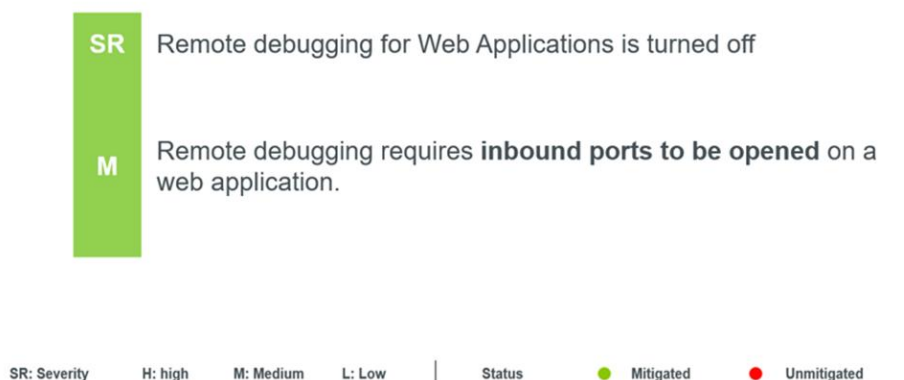 SR Remote debugging for Web Applications is turned off
M Remote debugging requires inbound ports to be opened on a
web application.
SR: Severity H: high M: Medium L: Low Status Mitigated Unmitigated